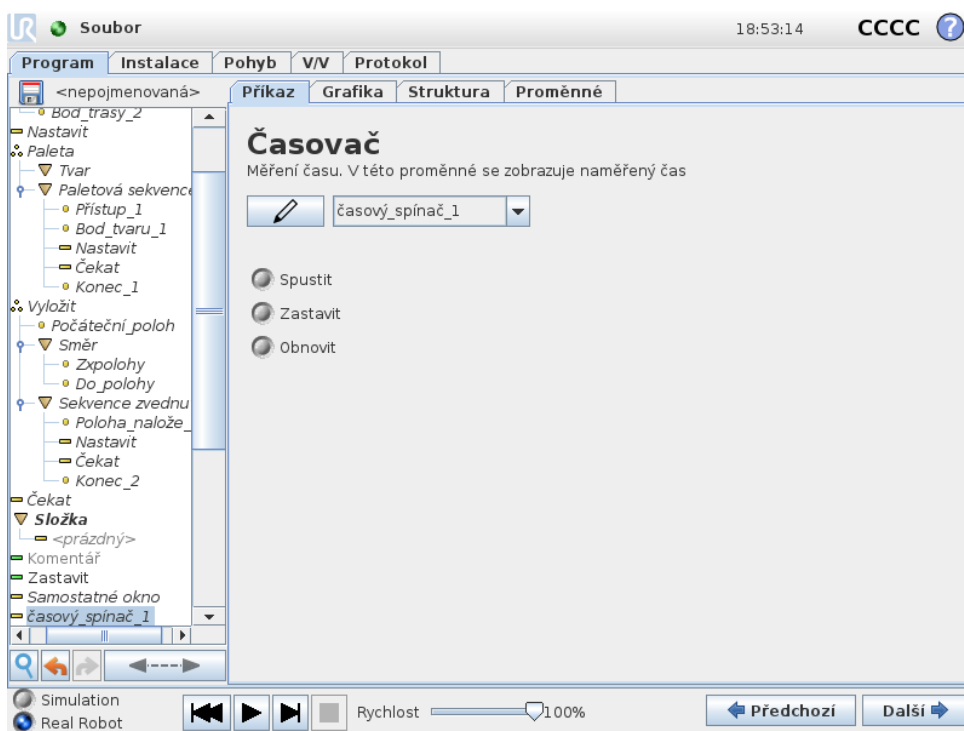 UR Soubor 18:53:14 CCCC ?
Program Instalace Pohyb V/V Protokol
<nepojmenovaná> Příkaz Grafika Struktura Proměnné
Bod_trasy_2
Nastavit
Paleta
Tvar
Paletová sekvence
Přístup_1
Bod_tvaru_1
Nastavit
Čekat
Konec_1
Vyložit
Počáteční_poloh
Směr
Zxpolohy
Do_polohy
Sekvence zvednu
Poloha_nalože_
Nastavit
Čekat
Konec_2
Čekat
Složka
<prázdný>
Komentář
Zastavit
Samostatné okno
časový_spínač_1
Časovač
Měření času. V této proměnné se zobrazuje naměřený čas
časový_spínač_1
Spustit
Zastavit
Obnovit
Simulation
Real Robot
Rychlost 100%
Předchozí Další